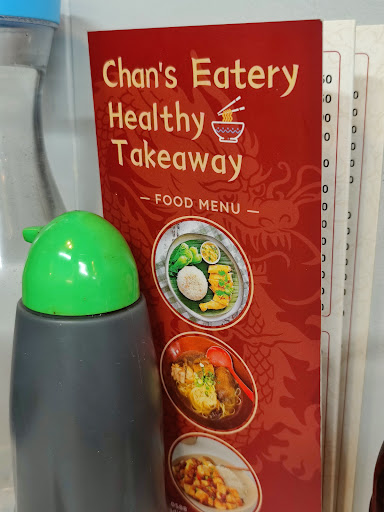 Chan's Eatery
Healthy
Takeaway
— FOOD MENU —